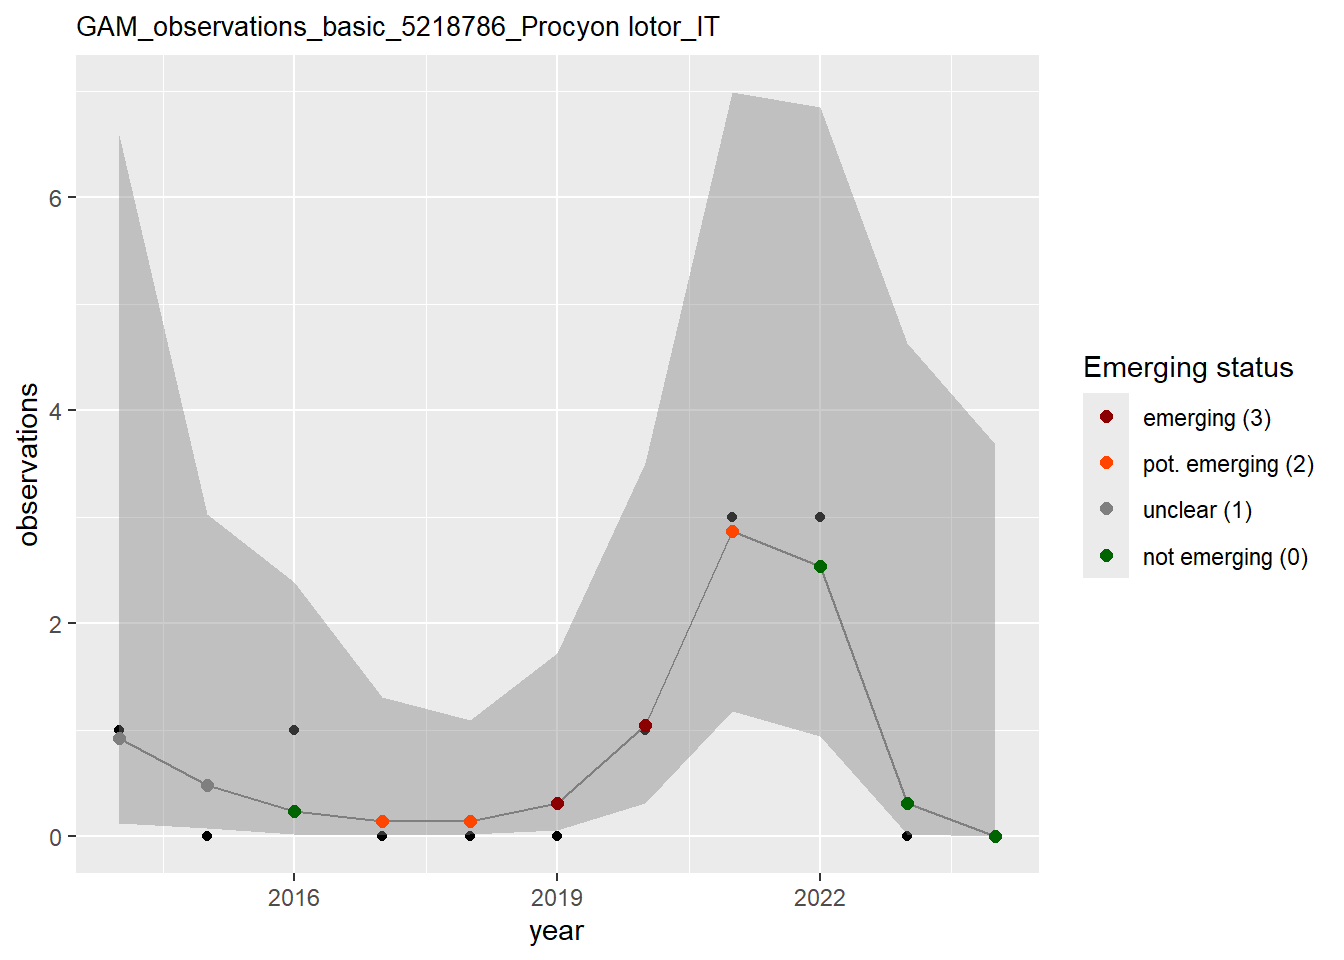 GAM_observations_basic_5218786_Procyon lotor_IT
6
4
2
0
observations
2016
2019
2022
year
Emerging status
emerging (3)
pot. emerging (2)
unclear (1)
not emerging (0)